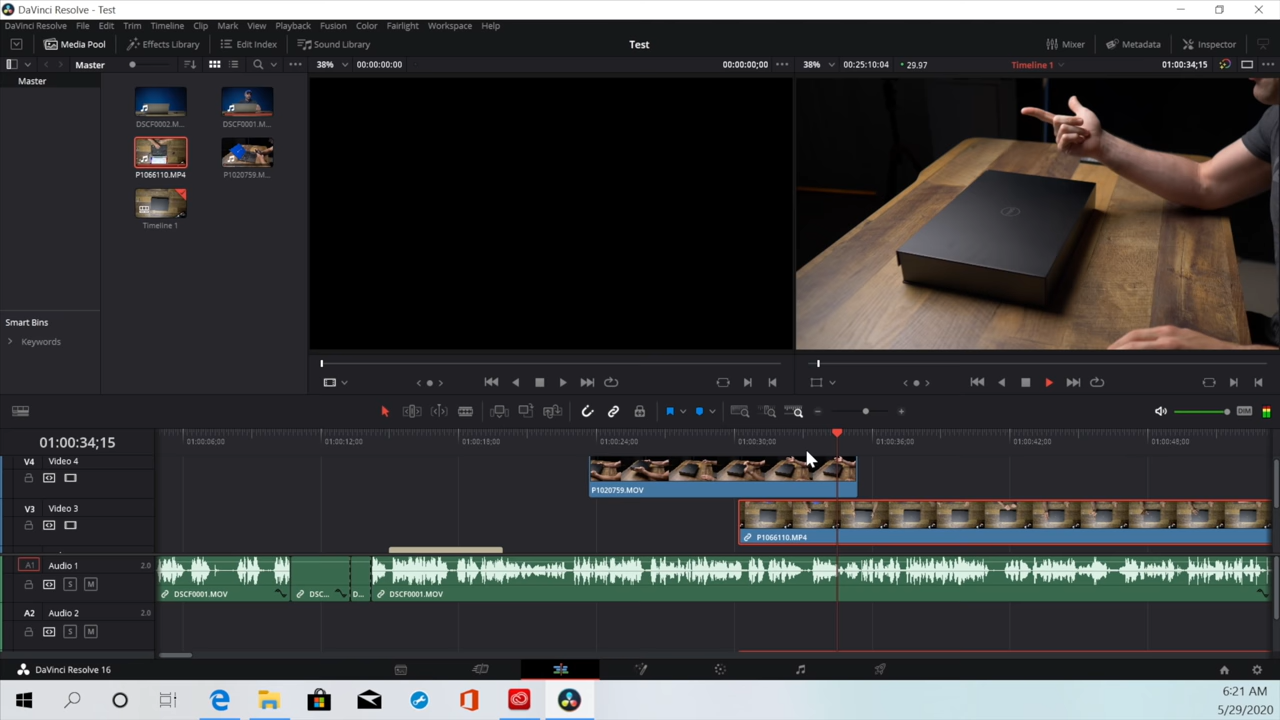 DaVinci Resolve - Test
DaVinci Resolve File Edit Trim Timeline Clip Mark View Playback Fusion Color Fairlight Workspace Help
Media Pool Effects Library Edit Index Sound Library Test Mixer Metadata Inspector
Master 38% 00:00:00:00 00:00:00;00 38% 00:25:10:04 29.97 Timeline 1 01:00:34;15
Master
DSCF0002.M... DSCF0001.M...
P1066110.MP4 P1020759.M...
Timeline 1
Smart Bins
Keywords
DIM
01:00:34;15 01:00:06;00 01:00:12;00 01:00:18;00 01:00:24;00 01:00:30;00 01:00:36;00 01:00:42;00 01:00:48;00
V4 Video 4
P1020759.MOV
V3 Video 3
P1066110.MP4
A1 Audio 1 2.0
S M
DSCF0001.MOV DSC... D... DSCF0001.MOV
A2 Audio 2 2.0
S M
DaVinci Resolve 16
6:21 AM
5/29/2020